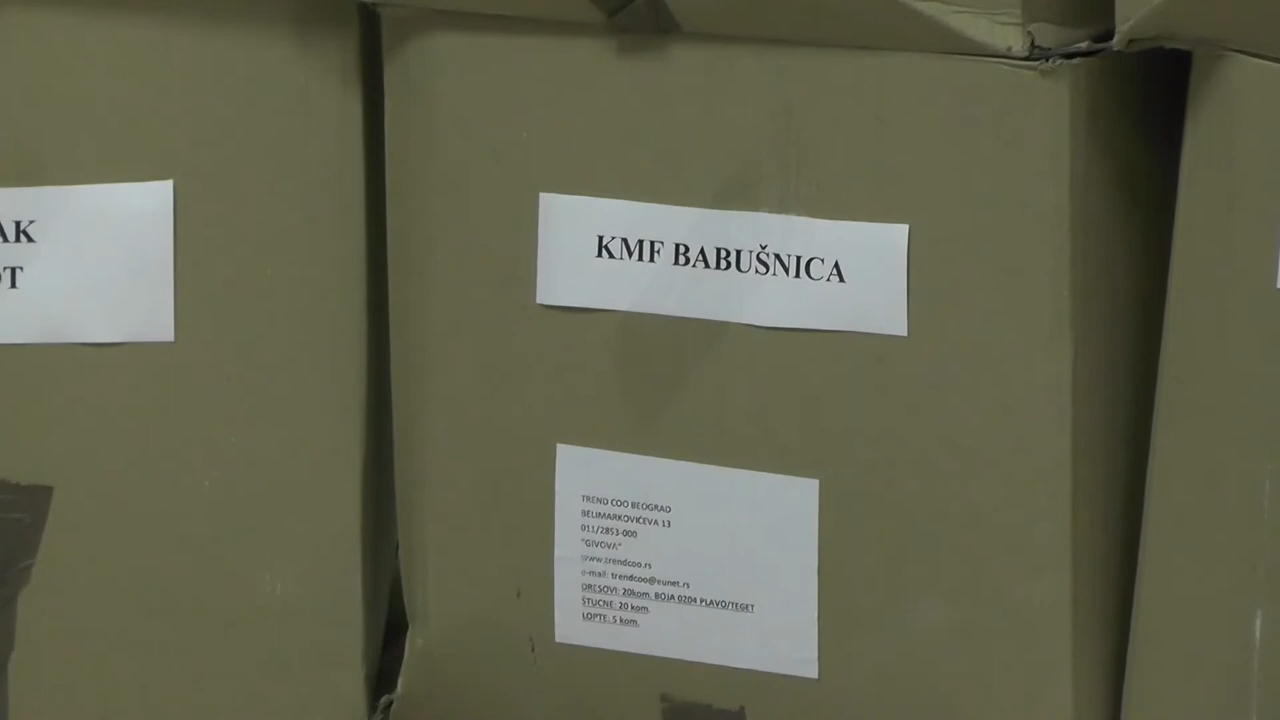 AK
OT
KMF BABUŠNICA
TREND COO BEOGRAD
BELIMARKOVIĆEVA 13
011/2853-000
"GIVOVA"
www.trendcoo.rs
e-mail: trendcoo@eunet.rs
DRESOVI: 20kom. BOJA 0204 PLAVO/TEGET
ŠTUCNE: 20 kom.
LOPTE: 5 kom.